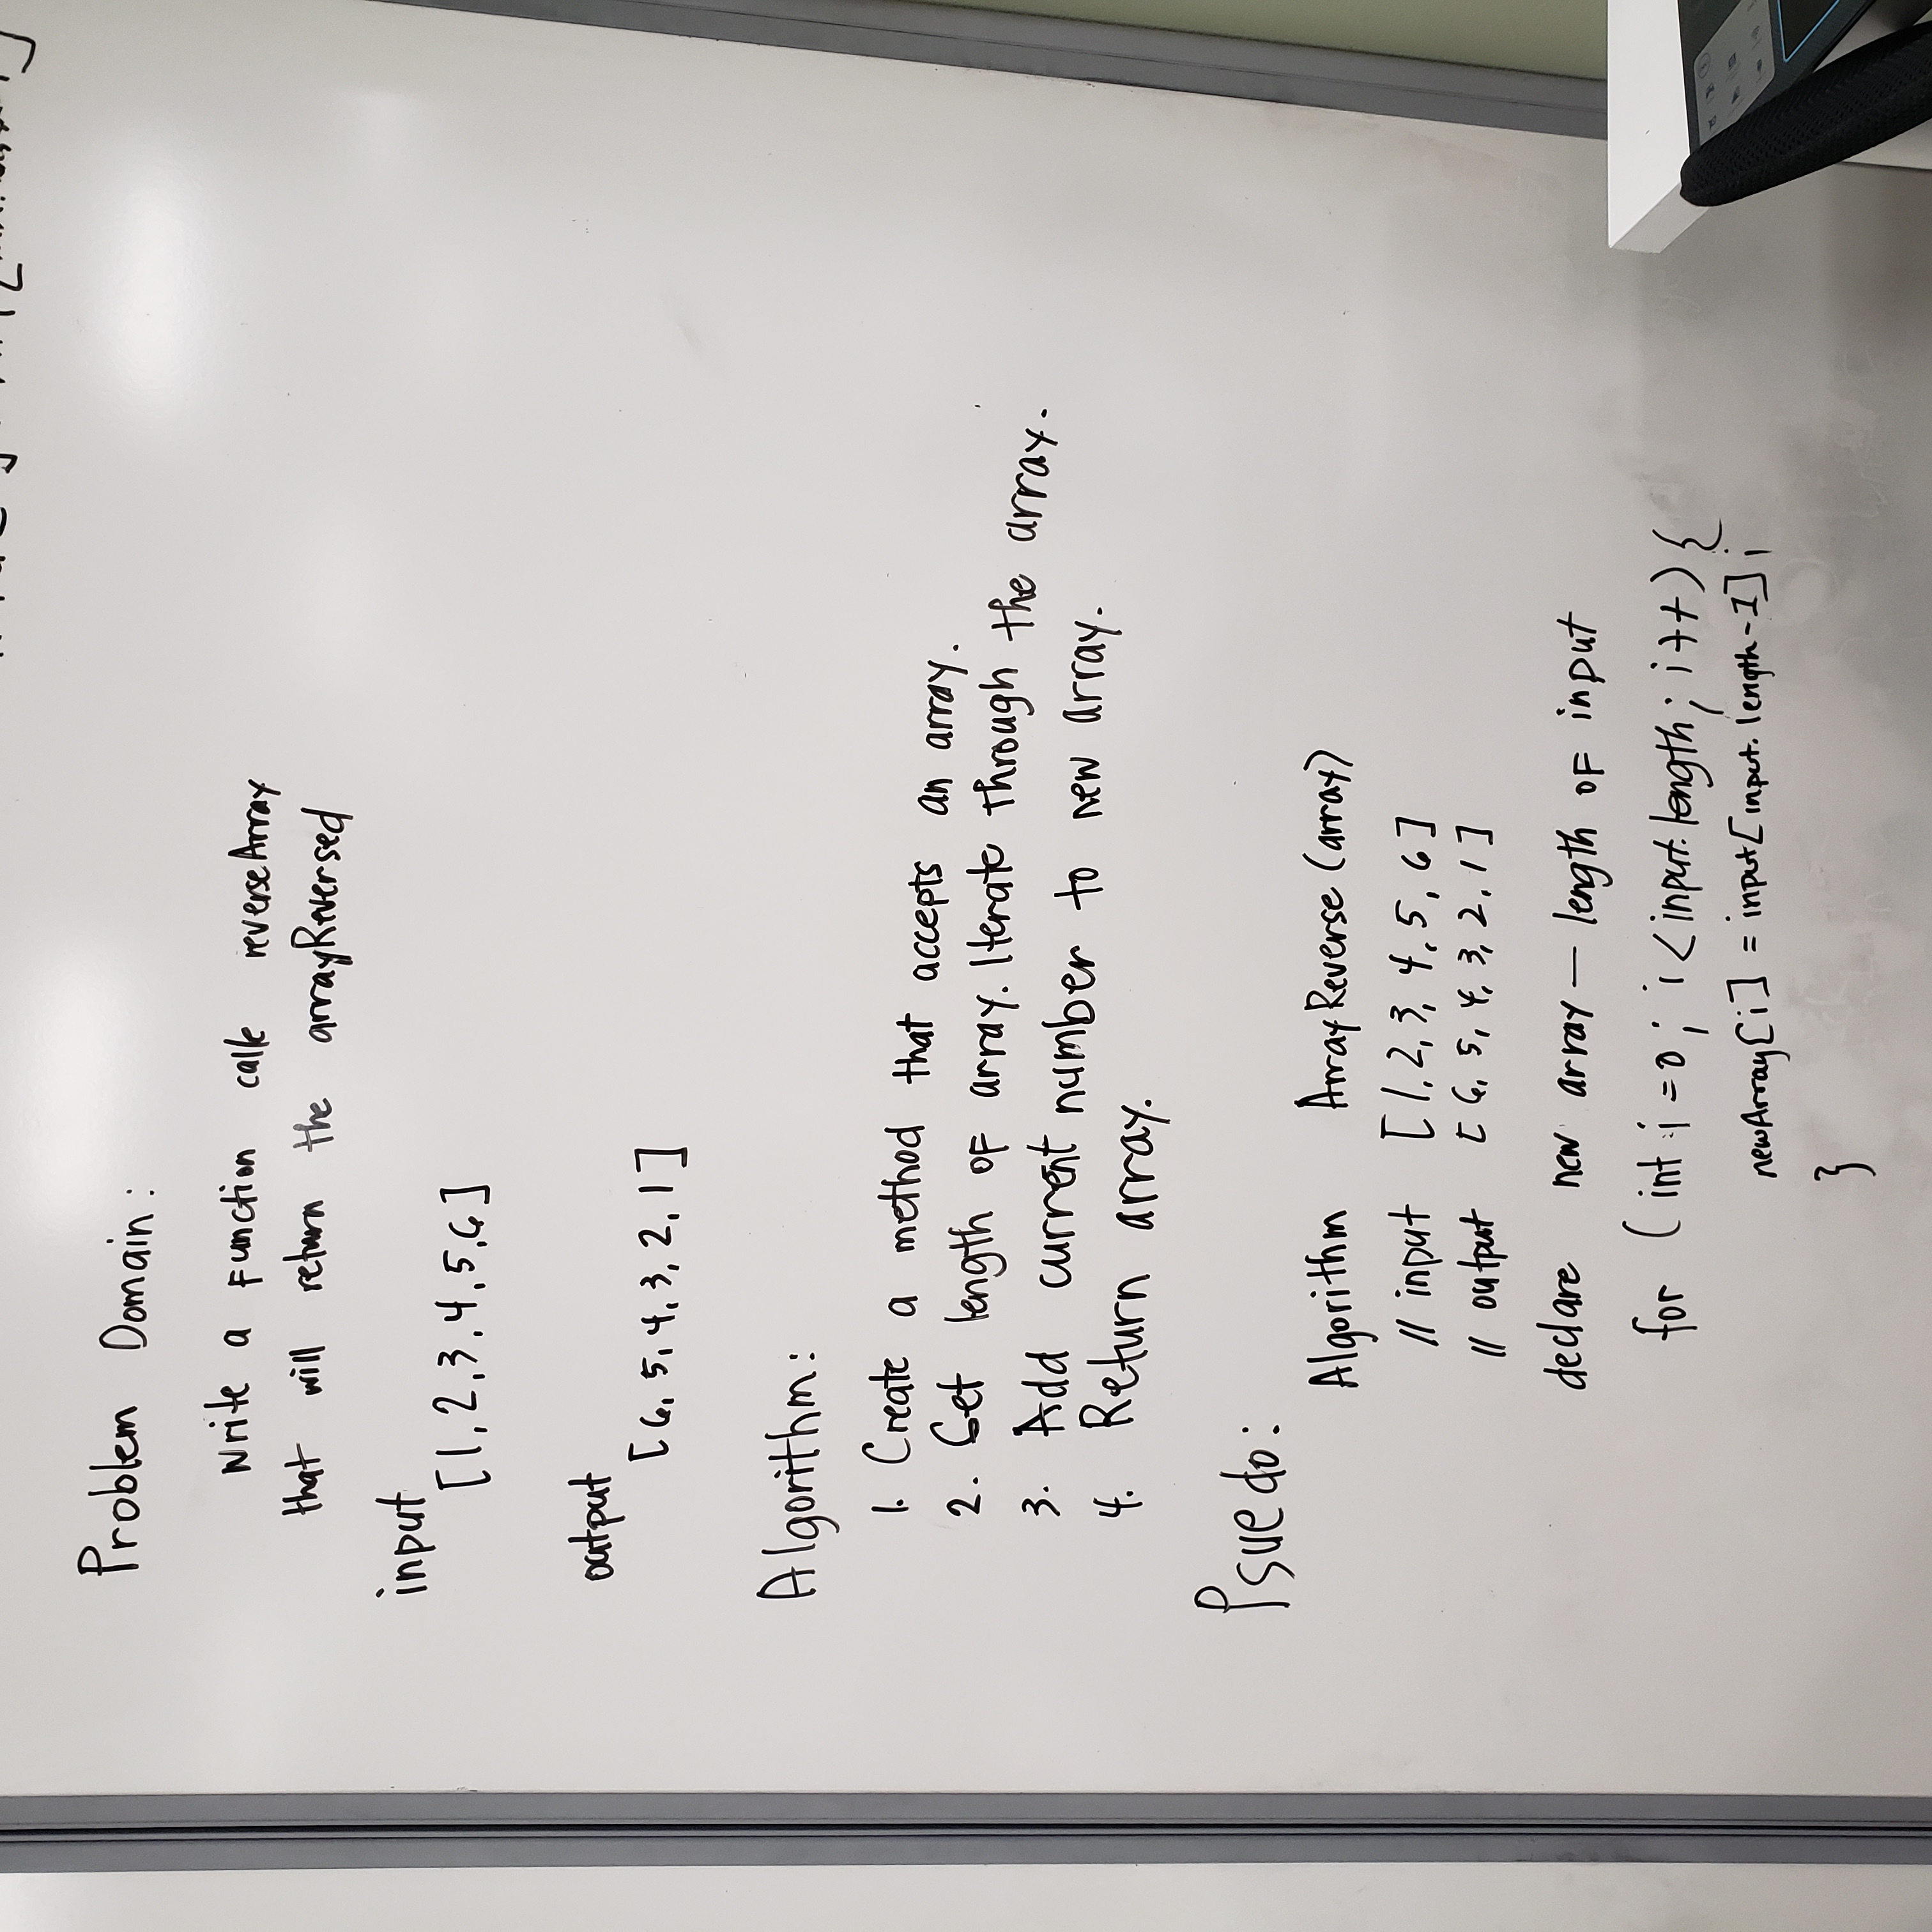 Problem Domain:
Write a Function calle reverseArray
that will return the arrayReversed
input
[1,2,3,4,5,6]
output
[6,5,4,3,2,1]
Algorithm:
1. Create a method that accepts an array.
2. Get length of array. Iterate through the array.
3. Add current number to new array.
4. Return array.
Psuedo:
Algorithm ArrayReverse (array)
// input [1,2,3,4,5,6]
// output [6,5,4,3,2,1]
declare new array — length of input
for (int i=0; i<input.length; i++){
newArray[i] = input[input.length-1];
}